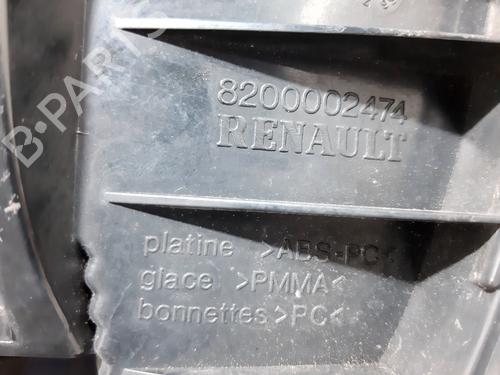 8200002474
RENAULT
platine >ABS-PC<
glace >PMMA<
bonnettes >PC<
B-PARTS